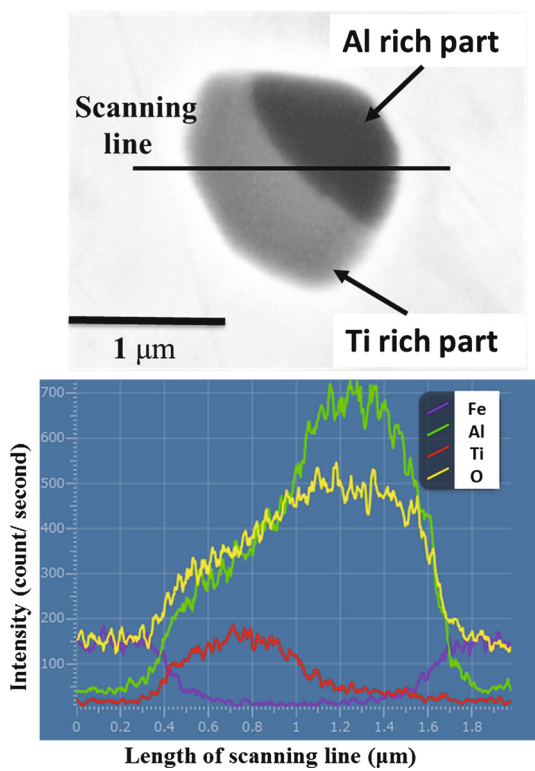 Al rich part
Scanning
line
1 µm
Ti rich part
Intensity (count/ second)
700
600
500
400
300
200
100
Fe
Al
Ti
O
0 0.2 0.4 0.6 0.8 1 1.2 1.4 1.6 1.8
Length of scanning line (µm)